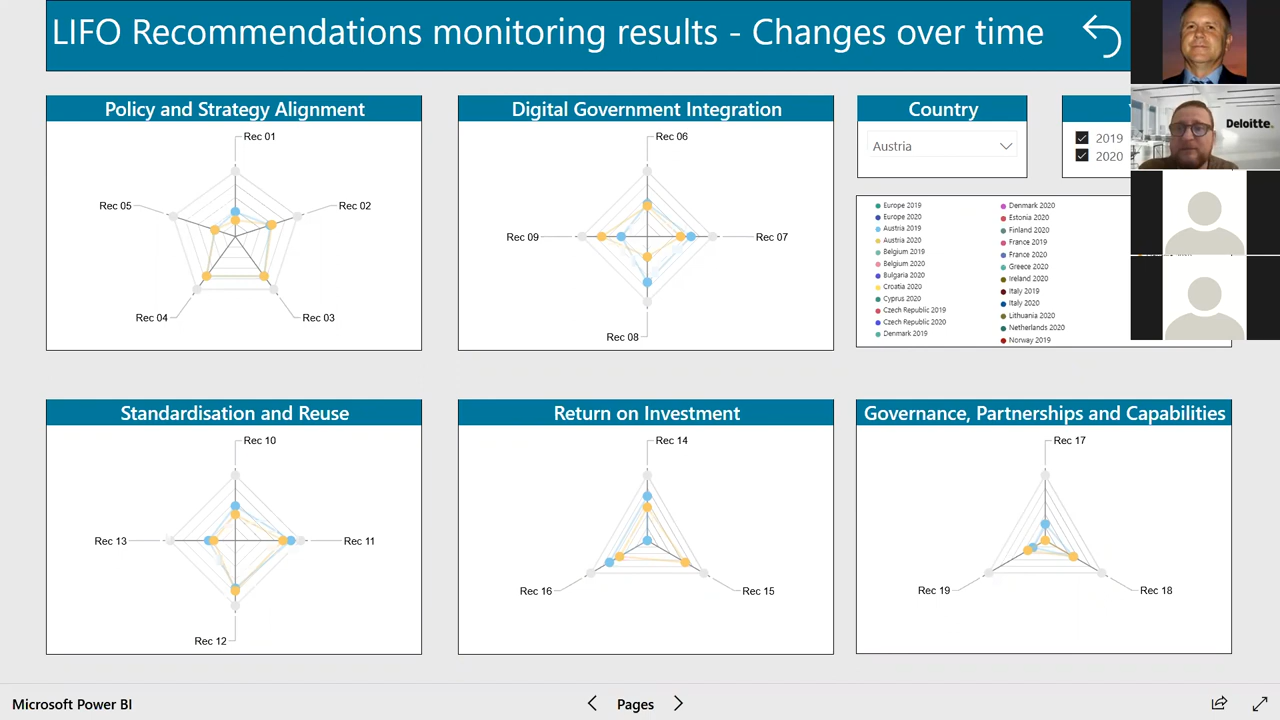 LIFO Recommendations monitoring results - Changes over time
Policy and Strategy Alignment
Rec 01
Rec 02
Rec 03
Rec 04
Rec 05
Digital Government Integration
Rec 06
Rec 07
Rec 08
Rec 09
Country
Austria
2019
2020
Deloitte.
Europe 2019
Europe 2020
Austria 2019
Austria 2020
Belgium 2019
Belgium 2020
Bulgaria 2020
Croatia 2020
Cyprus 2020
Czech Republic 2019
Czech Republic 2020
Denmark 2019
Denmark 2020
Estonia 2020
Finland 2020
France 2019
France 2020
Greece 2020
Ireland 2020
Italy 2019
Italy 2020
Lithuania 2020
Netherlands 2020
Norway 2019
Standardisation and Reuse
Rec 10
Rec 11
Rec 12
Rec 13
Return on Investment
Rec 14
Rec 15
Rec 16
Governance, Partnerships and Capabilities
Rec 17
Rec 18
Rec 19
Microsoft Power BI
Pages